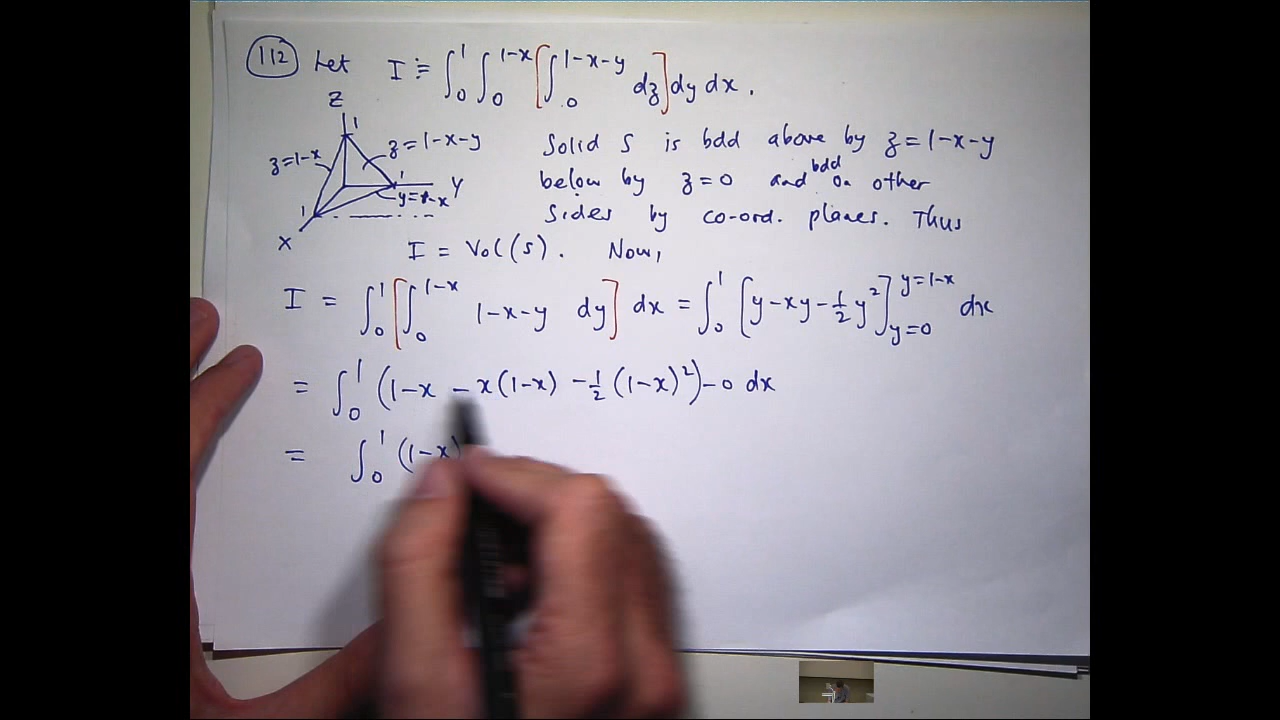 112 Let I := ∫₀¹ ∫₀^{1-x} [∫₀^{1-x-y} dz] dy dx .
Z
1
z=1-x
z=1-x-y
1
Y
y=1-x
1
X
Solid S is bdd above by z=1-x-y
below by z=0 and bdd on other
sides by co-ord. planes. Thus
I = Vol(S). Now,
I = ∫₀¹ [∫₀^{1-x} 1-x-y dy] dx = ∫₀¹ [y-xy-½y²]_{y=0}^{y=1-x} dx
= ∫₀¹ (1-x -x(1-x) -½(1-x)²)-0 dx
= ∫₀¹ (1-x)